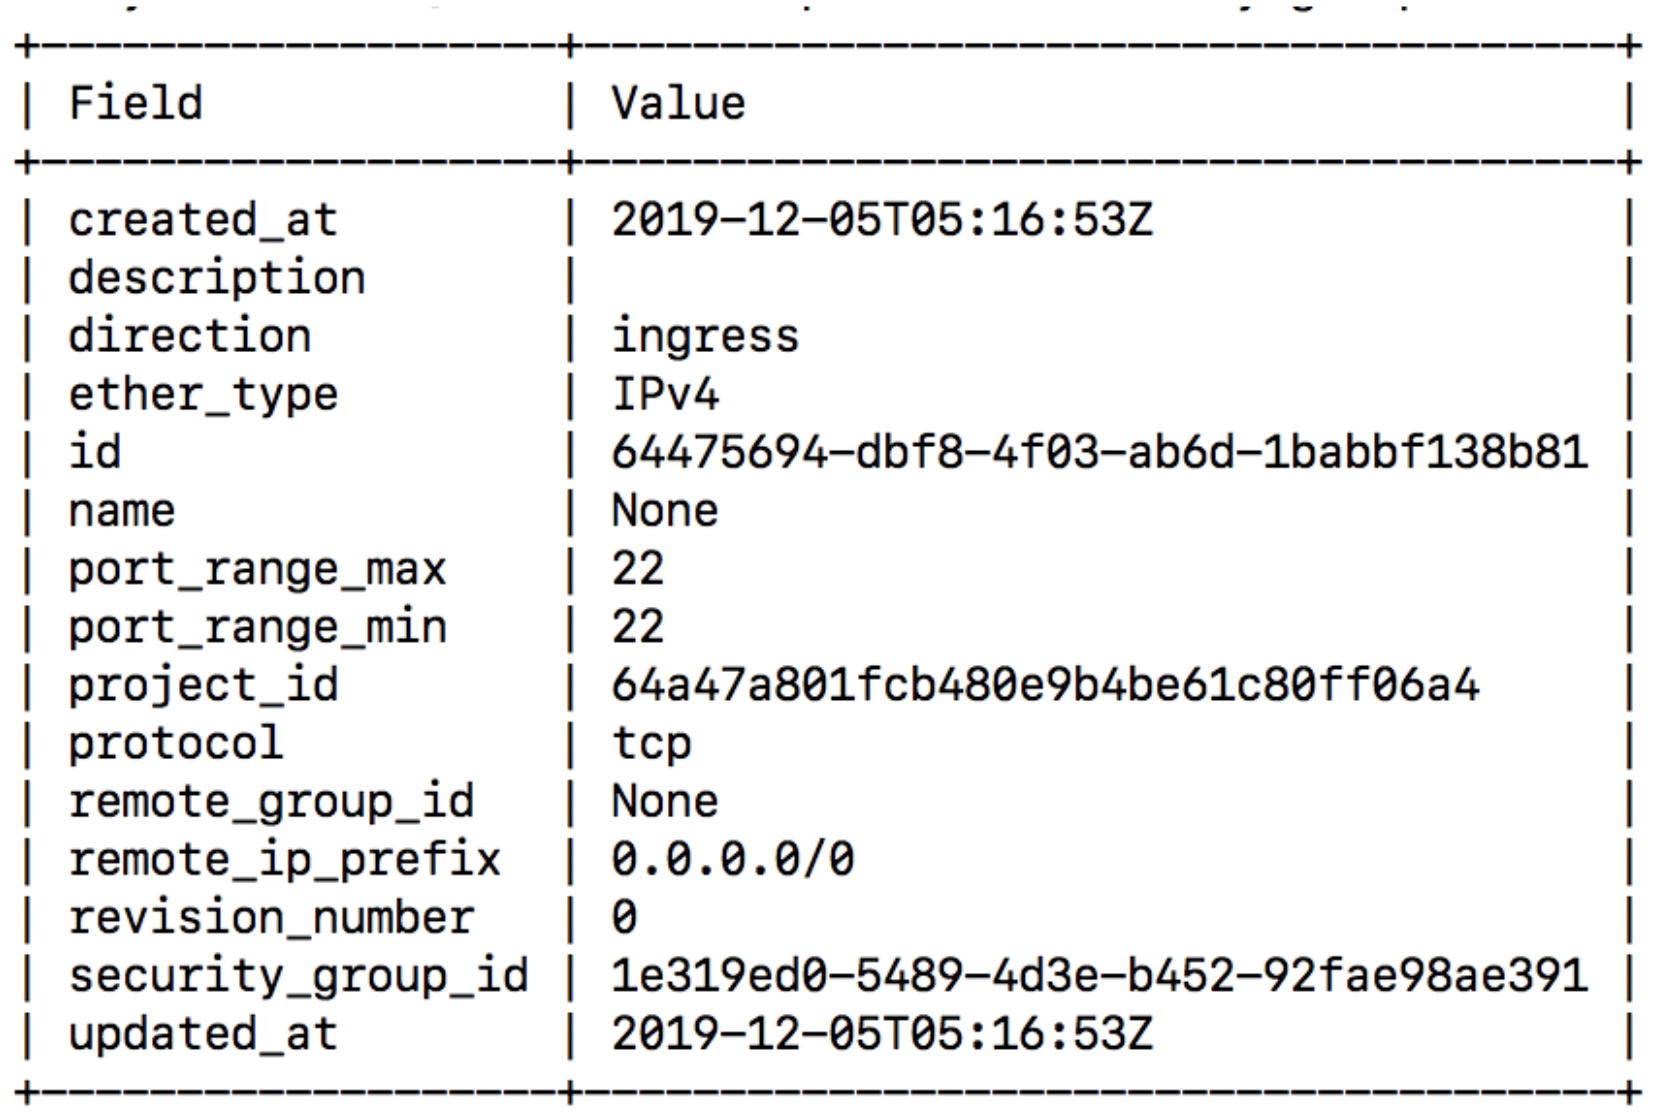 +-------------------+--------------------------------------+
| Field             | Value                                |
+-------------------+--------------------------------------+
| created_at        | 2019-12-05T05:16:53Z                 |
| description       |                                      |
| direction         | ingress                              |
| ether_type        | IPv4                                 |
| id                | 64475694-dbf8-4f03-ab6d-1babbf138b81 |
| name              | None                                 |
| port_range_max    | 22                                   |
| port_range_min    | 22                                   |
| project_id        | 64a47a801fcb480e9b4be61c80ff06a4     |
| protocol          | tcp                                  |
| remote_group_id   | None                                 |
| remote_ip_prefix  | 0.0.0.0/0                            |
| revision_number   | 0                                    |
| security_group_id | 1e319ed0-5489-4d3e-b452-92fae98ae391 |
| updated_at        | 2019-12-05T05:16:53Z                 |
+-------------------+--------------------------------------+